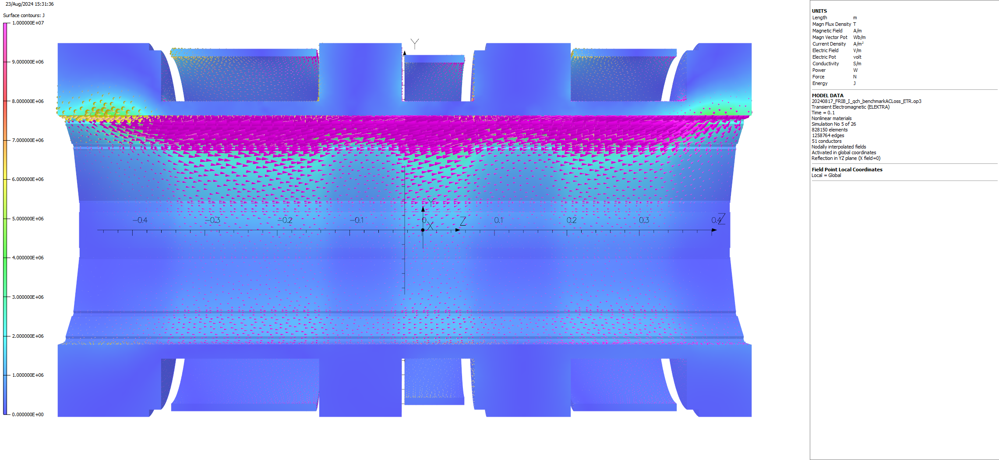 23/Aug/2024 15:31:36
Surface contours: J
1.000000E+07
9.000000E+06
8.000000E+06
7.000000E+06
6.000000E+06
5.000000E+06
4.000000E+06
3.000000E+06
2.000000E+06
1.000000E+06
0.000000E+00
Y
Y
-0.4 -0.3 -0.2 -0.1 0 0.1 0.2 0.3 0.4
X Z Z
UNITS
Length m
Magn Flux Density T
Magnetic Field A/m
Magn Vector Pot Wb/m
Current Density A/m²
Electric Field V/m
Electric Pot volt
Conductivity S/m
Power W
Force N
Energy J
MODEL DATA
20240817_FRIB_I_qch_benchmarkACLoss_ETR.op3
Transient Electromagnetic (ELEKTRA)
Time = 0.1
Nonlinear materials
Simulation No 5 of 26
828150 elements
1258764 edges
51 conductors
Nodally interpolated fields
Activated in global coordinates
Reflection in YZ plane (X field=0)
Field Point Local Coordinates
Local = Global